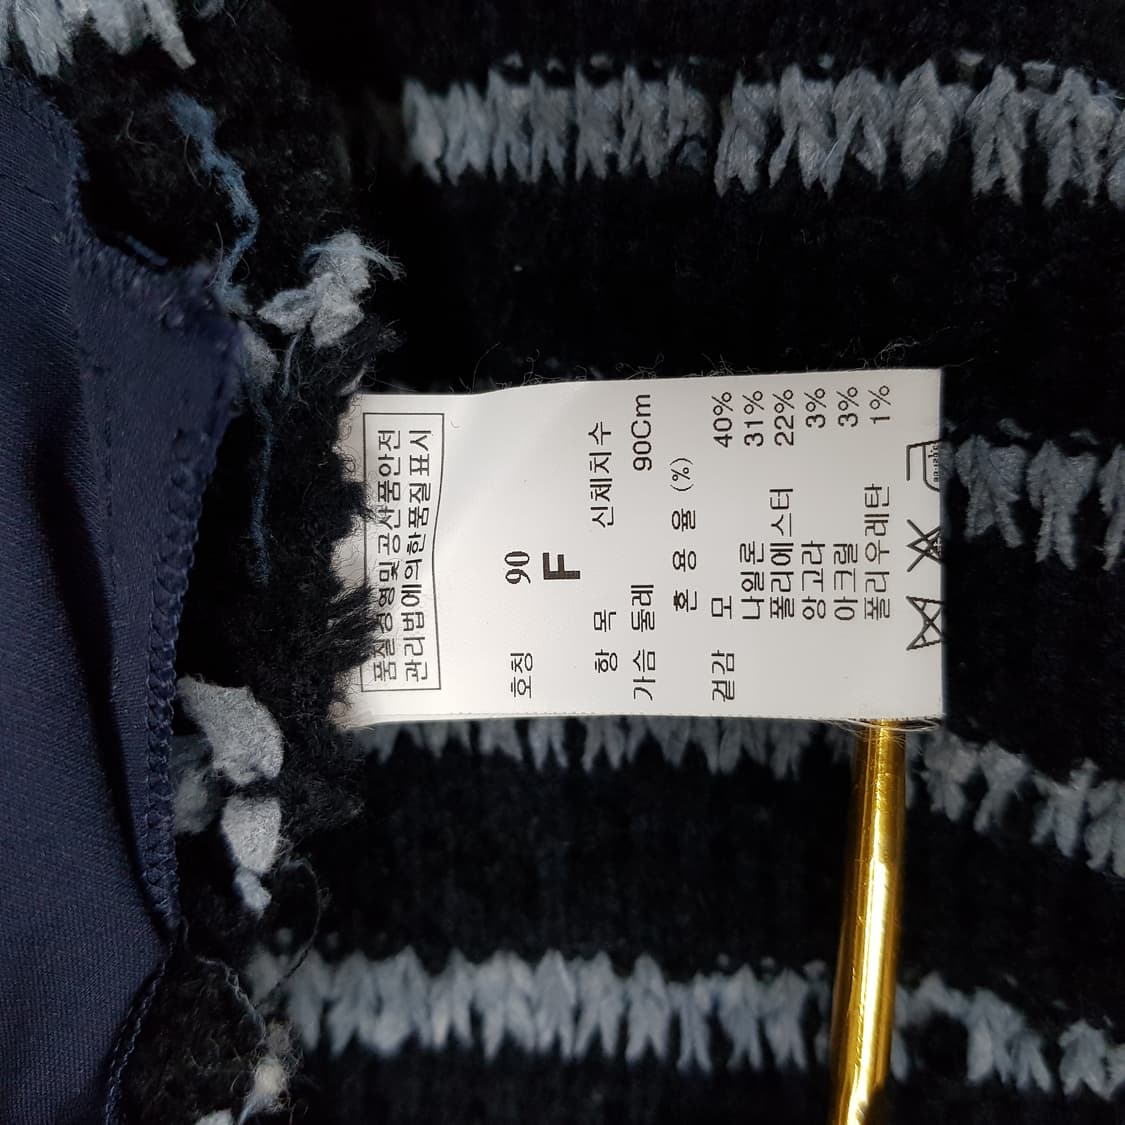 품질경영및공산품안전
관리법에의한품질표시
호칭 90
F
항 목 신체치수
가슴 둘레 90Cm
혼 용 율 (%)
겉감 모 40%
나일론 31%
폴리에스터 22%
앙고라 3%
아크릴 3%
폴리우레탄 1%